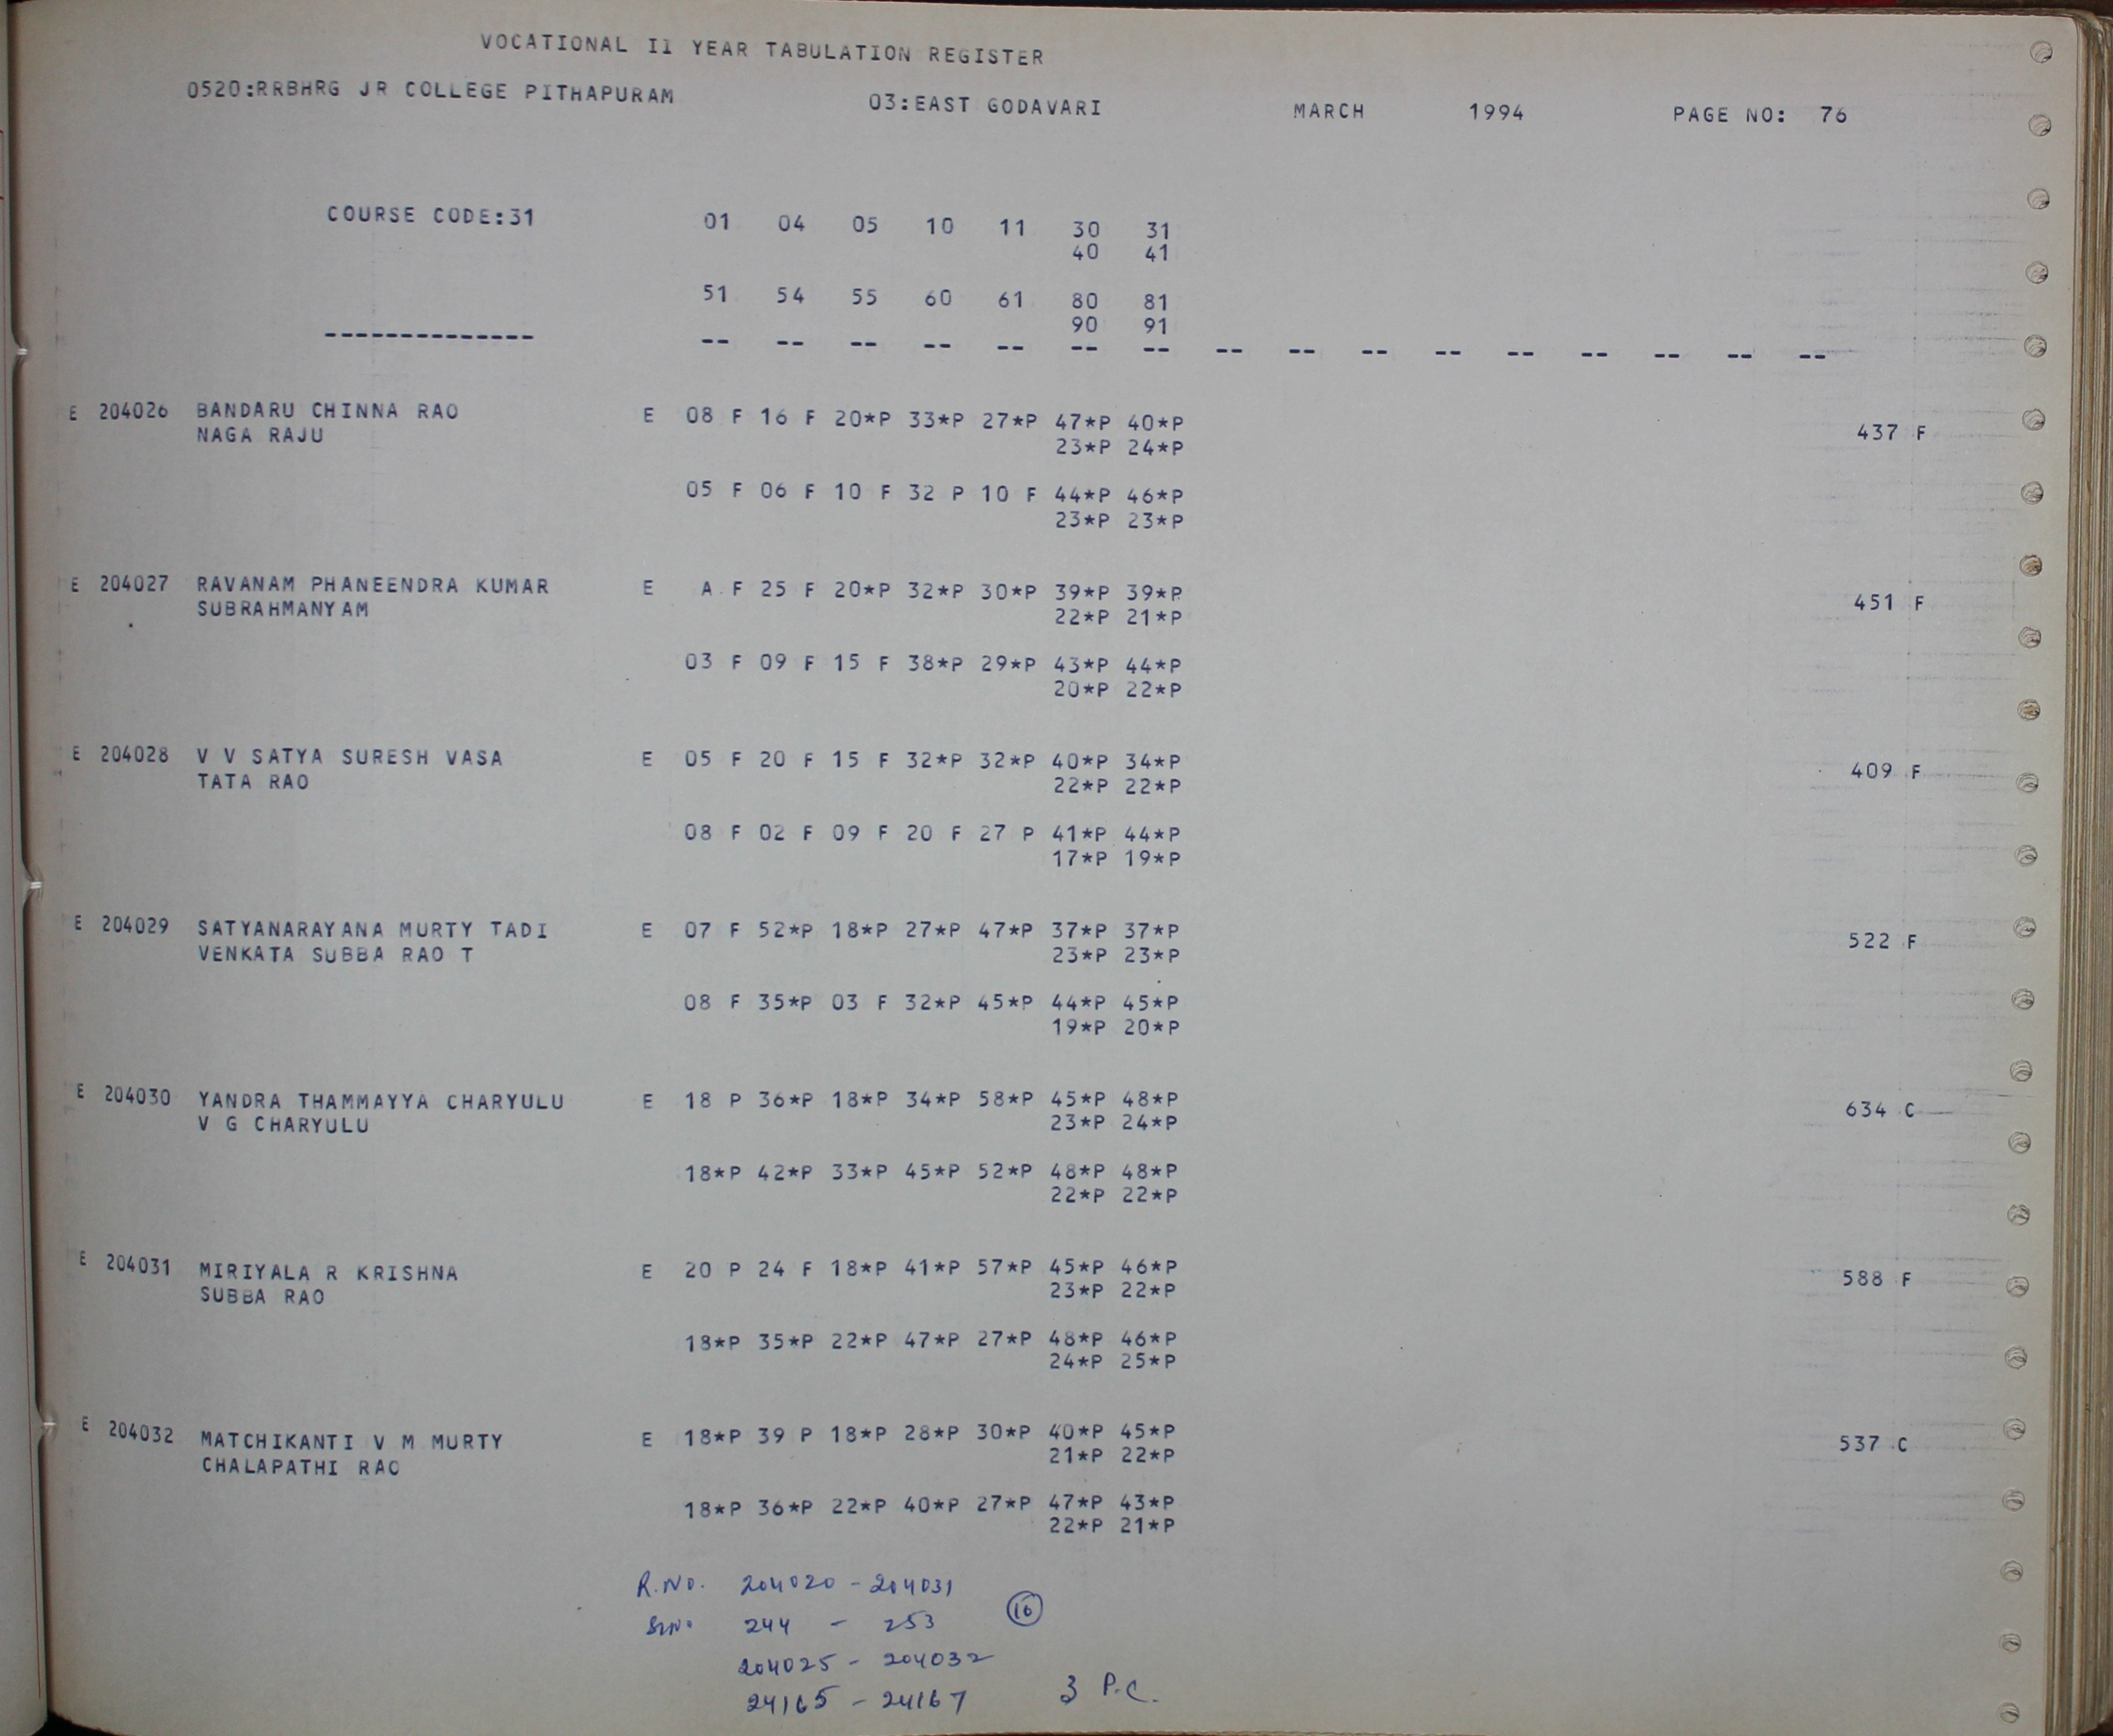 VOCATIONAL II YEAR TABULATION REGISTER
0520:RRBHRG JR COLLEGE PITHAPURAM 03:EAST GODAVARI MARCH 1994 PAGE NO: 76
COURSE CODE:31 01 04 05 10 11 30 31
40 41
51 54 55 60 61 80 81
90 91
-------------- -- -- -- -- -- -- -- -- -- -- -- -- -- -- -- --
E 204026 BANDARU CHINNA RAO E 08 F 16 F 20*P 33*P 27*P 47*P 40*P
NAGA RAJU 23*P 24*P 437 F
05 F 06 F 10 F 32 P 10 F 44*P 46*P
23*P 23*P
E 204027 RAVANAM PHANEENDRA KUMAR E A F 25 F 20*P 32*P 30*P 39*P 39*P
SUBRAHMANYAM 22*P 21*P 451 F
03 F 09 F 15 F 38*P 29*P 43*P 44*P
20*P 22*P
E 204028 V V SATYA SURESH VASA E 05 F 20 F 15 F 32*P 32*P 40*P 34*P
TATA RAO 22*P 22*P 409 F
08 F 02 F 09 F 20 F 27 P 41*P 44*P
17*P 19*P
E 204029 SATYANARAYANA MURTY TADI E 07 F 52*P 18*P 27*P 47*P 37*P 37*P
VENKATA SUBBA RAO T 23*P 23*P 522 F
08 F 35*P 03 F 32*P 45*P 44*P 45*P
19*P 20*P
E 204030 YANDRA THAMMAYYA CHARYULU E 18 P 36*P 18*P 34*P 58*P 45*P 48*P
V G CHARYULU 23*P 24*P 634 C
18*P 42*P 33*P 45*P 52*P 48*P 48*P
22*P 22*P
E 204031 MIRIYALA R KRISHNA E 20 P 24 F 18*P 41*P 57*P 45*P 46*P
SUBBA RAO 23*P 22*P 588 F
18*P 35*P 22*P 47*P 27*P 48*P 46*P
24*P 25*P
E 204032 MATCHIKANTI V M MURTY E 18*P 39 P 18*P 28*P 30*P 40*P 45*P
CHALAPATHI RAO 21*P 22*P 537 C
18*P 36*P 22*P 40*P 27*P 47*P 43*P
22*P 21*P
R.No. 204020 - 204031
244 - 253 16
204025 - 204032
24165 - 24167 3 P.C.